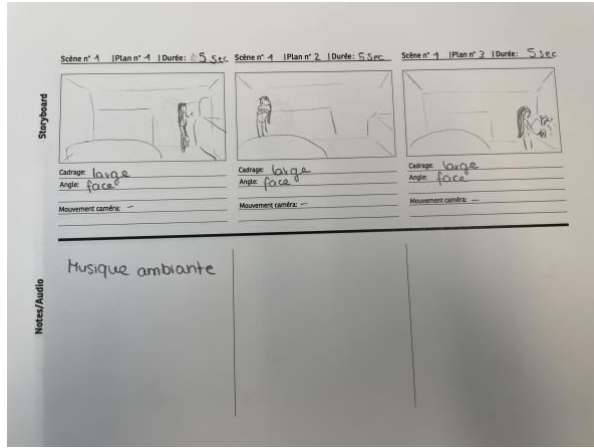 Storyboard
Scène n° 1 | Plan n° 1 | Durée: 5 sec
Cadrage: large
Angle: face
Mouvement caméra: –
Scène n° 1 | Plan n° 2 | Durée: 5 sec
Cadrage: large
Angle: face
Mouvement caméra: –
Scène n° 1 | Plan n° 3 | Durée: 5 sec
Cadrage: large
Angle: face
Mouvement caméra: –
Notes/Audio
Musique ambiante